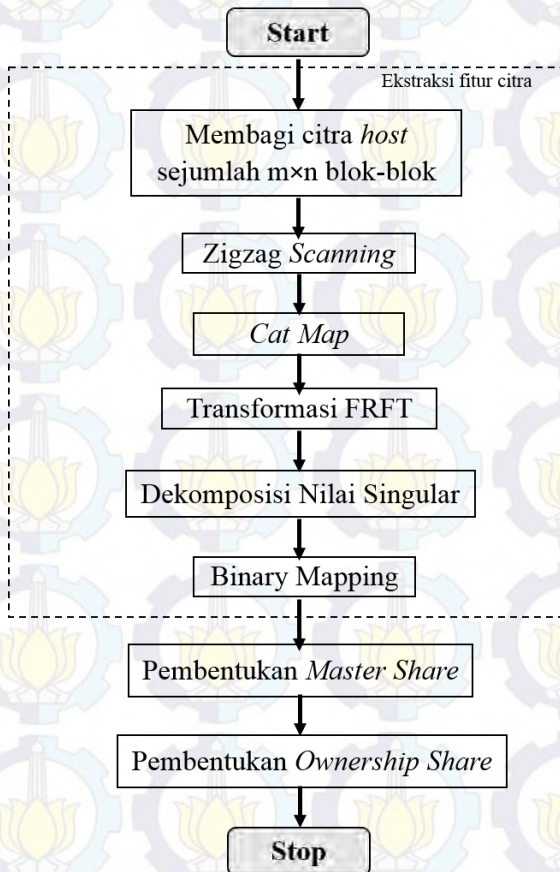 Start
Ekstraksi fitur citra
Membagi citra host
sejumlah m×n blok-blok
Zigzag Scanning
Cat Map
Transformasi FRFT
Dekomposisi Nilai Singular
Binary Mapping
Pembentukan Master Share
Pembentukan Ownership Share
Stop